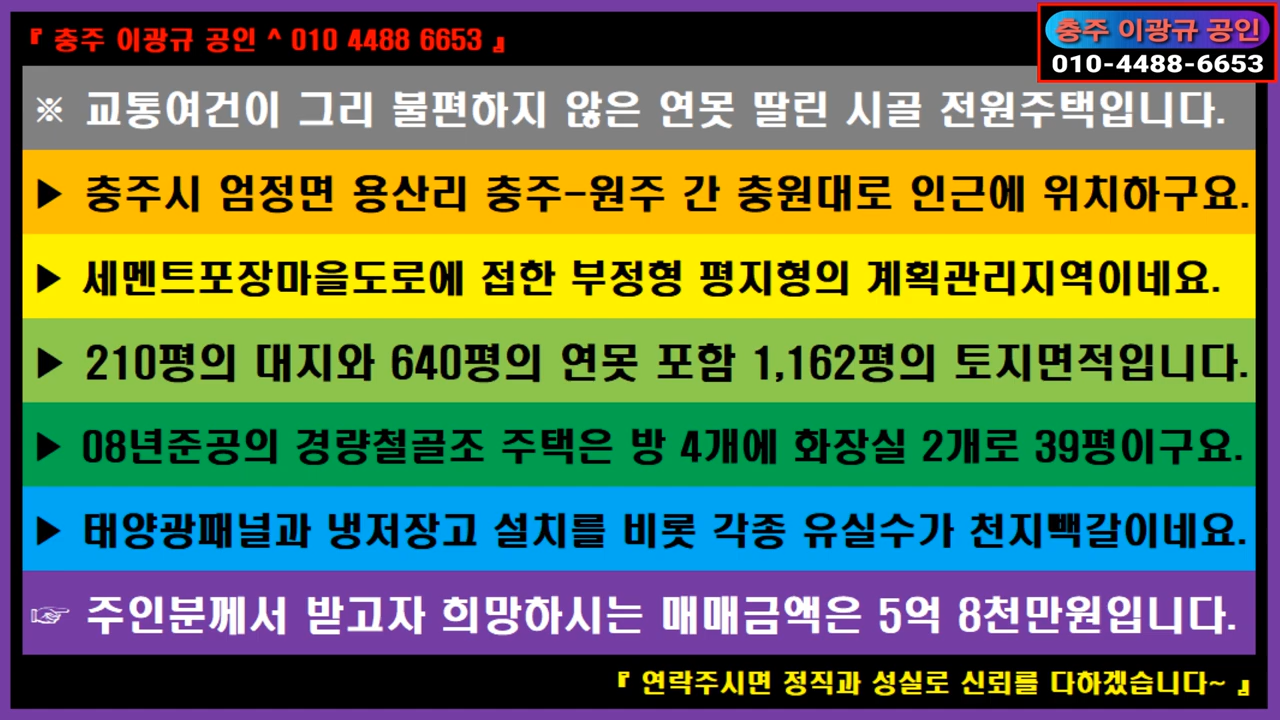 『 충주 이광규 공인 ^ 010 4488 6653 』
충주 이광규 공인
010-4488-6653
※ 교통여건이 그리 불편하지 않은 연못 딸린 시골 전원주택입니다.
▶ 충주시 엄정면 용산리 충주-원주 간 충원대로 인근에 위치하구요.
▶ 세멘트포장마을도로에 접한 부정형 평지형의 계획관리지역이네요.
▶ 210평의 대지와 640평의 연못 포함 1,162평의 토지면적입니다.
▶ 08년준공의 경량철골조 주택은 방 4개에 화장실 2개로 39평이구요.
▶ 태양광패널과 냉저장고 설치를 비롯 각종 유실수가 천지빽갈이네요.
☞ 주인분께서 받고자 희망하시는 매매금액은 5억 8천만원입니다.
『 연락주시면 정직과 성실로 신뢰를 다하겠습니다~ 』